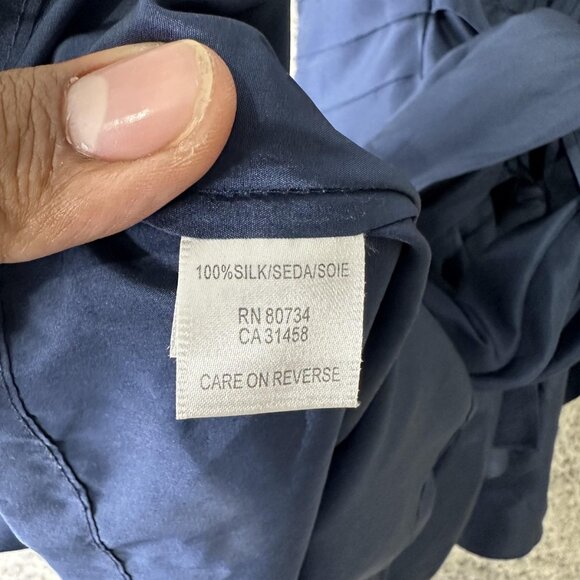 100%SILK/SEDA/SOIE
RN 80734
CA 31458
CARE ON REVERSE